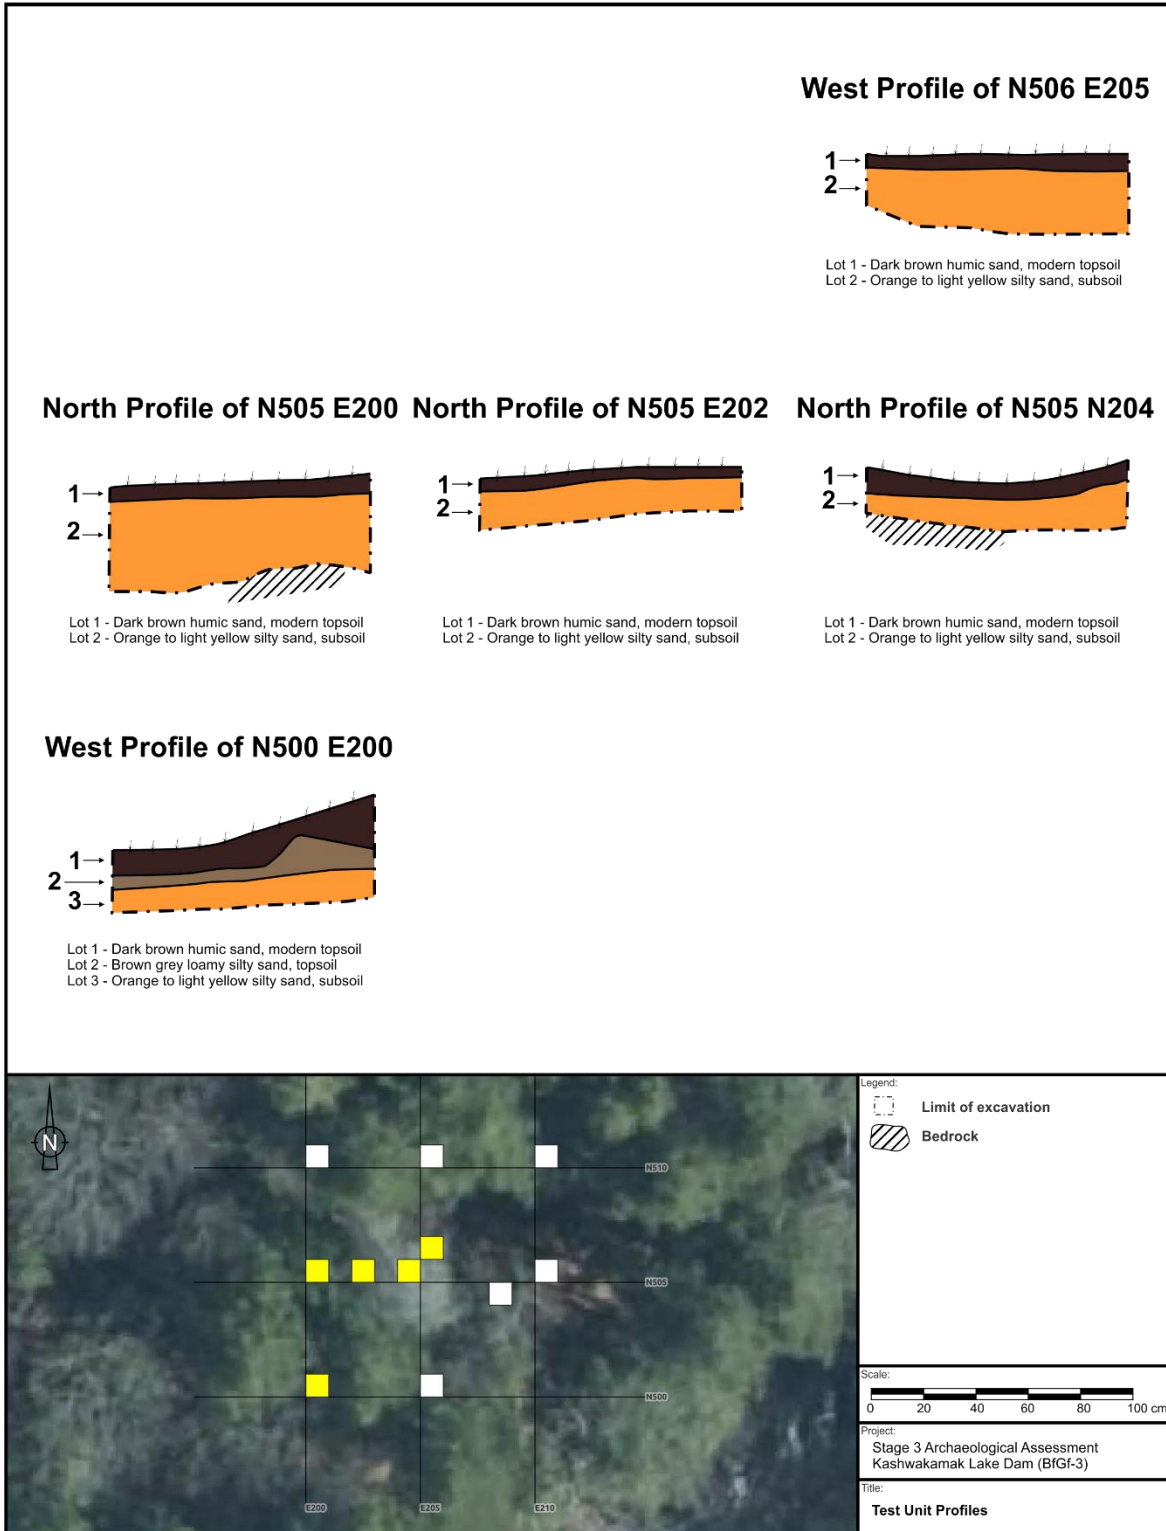 West Profile of N506 E205
1
2
Lot 1 - Dark brown humic sand, modern topsoil
Lot 2 - Orange to light yellow silty sand, subsoil
North Profile of N505 E200
1
2
Lot 1 - Dark brown humic sand, modern topsoil
Lot 2 - Orange to light yellow silty sand, subsoil
North Profile of N505 E202
1
2
Lot 1 - Dark brown humic sand, modern topsoil
Lot 2 - Orange to light yellow silty sand, subsoil
North Profile of N505 N204
1
2
Lot 1 - Dark brown humic sand, modern topsoil
Lot 2 - Orange to light yellow silty sand, subsoil
West Profile of N500 E200
1
2
3
Lot 1 - Dark brown humic sand, modern topsoil
Lot 2 - Brown grey loamy silty sand, topsoil
Lot 3 - Orange to light yellow silty sand, subsoil
N
N510
N505
N500
E200
E205
E210
Legend:
Limit of excavation
Bedrock
Scale:
0 20 40 60 80 100 cm
Project:
Stage 3 Archaeological Assessment
Kashwakamak Lake Dam (BfGf-3)
Title:
Test Unit Profiles